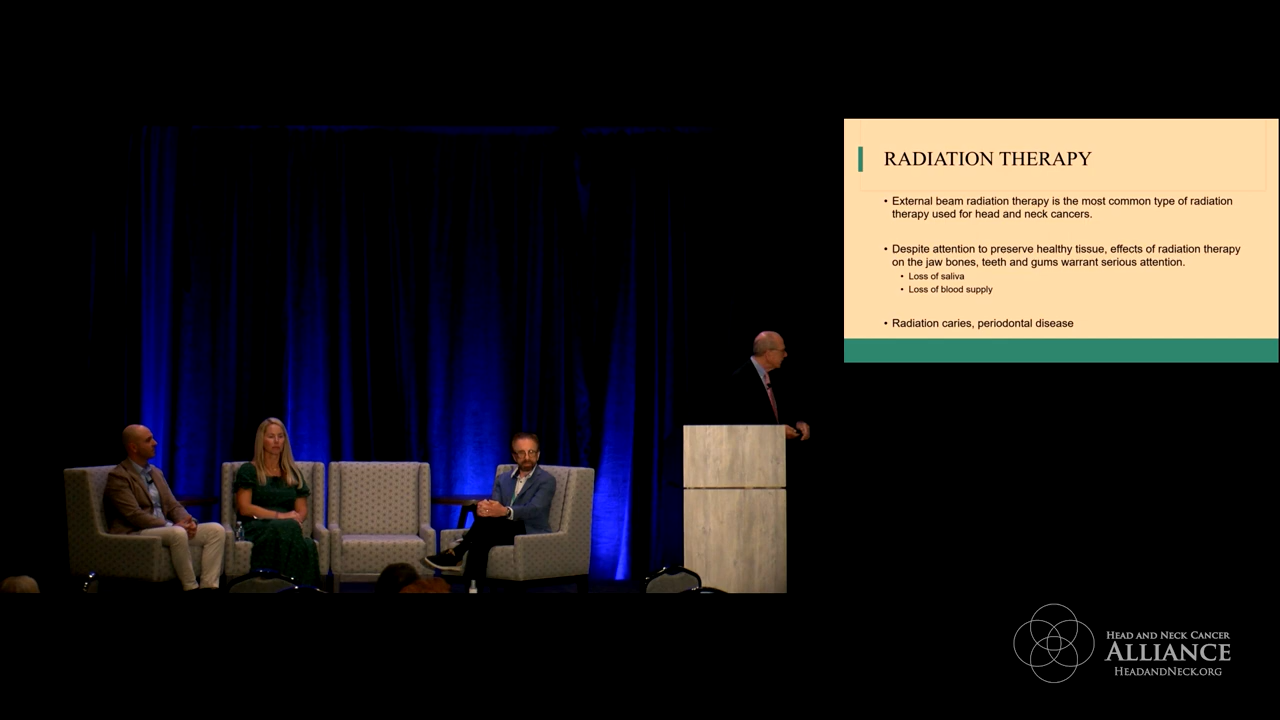 RADIATION THERAPY
• External beam radiation therapy is the most common type of radiation
therapy used for head and neck cancers.
• Despite attention to preserve healthy tissue, effects of radiation therapy
on the jaw bones, teeth and gums warrant serious attention.
• Loss of saliva
• Loss of blood supply
• Radiation caries, periodontal disease
HEAD AND NECK CANCER
ALLIANCE
HEADANDNECK.ORG